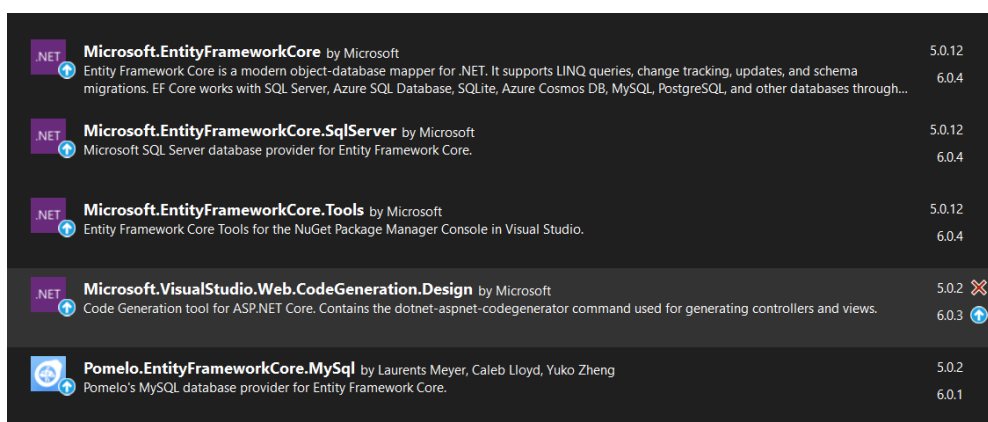 .NET
Microsoft.EntityFrameworkCore by Microsoft
5.0.12
Entity Framework Core is a modern object-database mapper for .NET. It supports LINQ queries, change tracking, updates, and schema
6.0.4
migrations. EF Core works with SQL Server, Azure SQL Database, SQLite, Azure Cosmos DB, MySQL, PostgreSQL, and other databases through...
.NET
Microsoft.EntityFrameworkCore.SqlServer by Microsoft
5.0.12
Microsoft SQL Server database provider for Entity Framework Core.
6.0.4
.NET
Microsoft.EntityFrameworkCore.Tools by Microsoft
5.0.12
Entity Framework Core Tools for the NuGet Package Manager Console in Visual Studio.
6.0.4
.NET
Microsoft.VisualStudio.Web.CodeGeneration.Design by Microsoft
5.0.2
Code Generation tool for ASP.NET Core. Contains the dotnet-aspnet-codegenerator command used for generating controllers and views.
6.0.3
Pomelo.EntityFrameworkCore.MySql by Laurents Meyer, Caleb Lloyd, Yuko Zheng
5.0.2
Pomelo's MySQL database provider for Entity Framework Core.
6.0.1